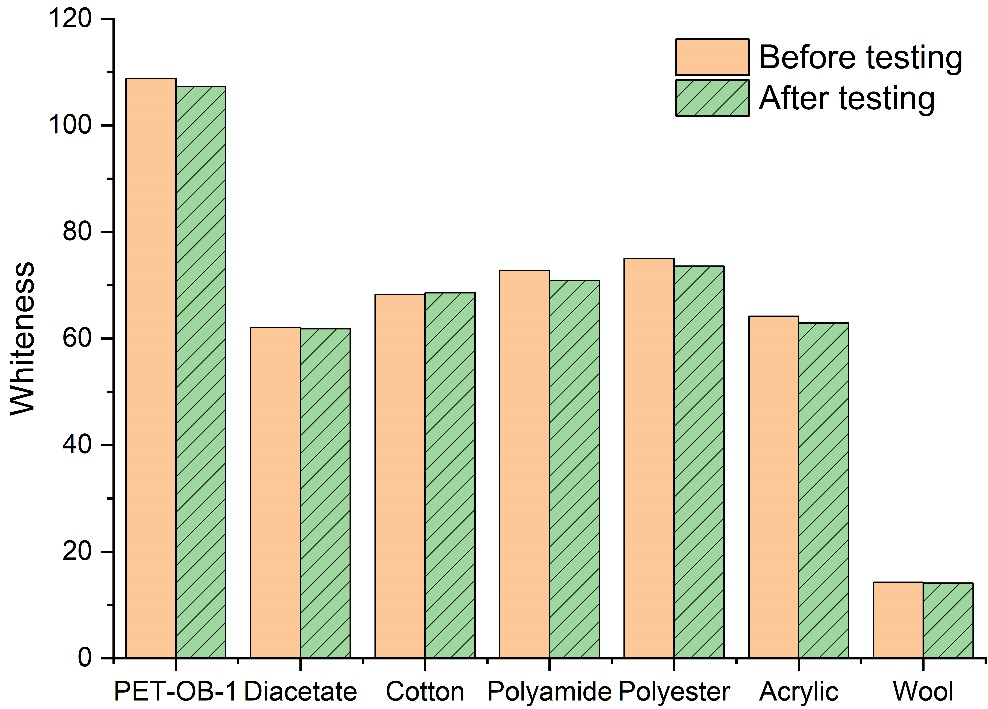 Before testing
After testing
Whiteness
120
100
80
60
40
20
0
PET-OB-1 Diacetate Cotton Polyamide Polyester Acrylic Wool